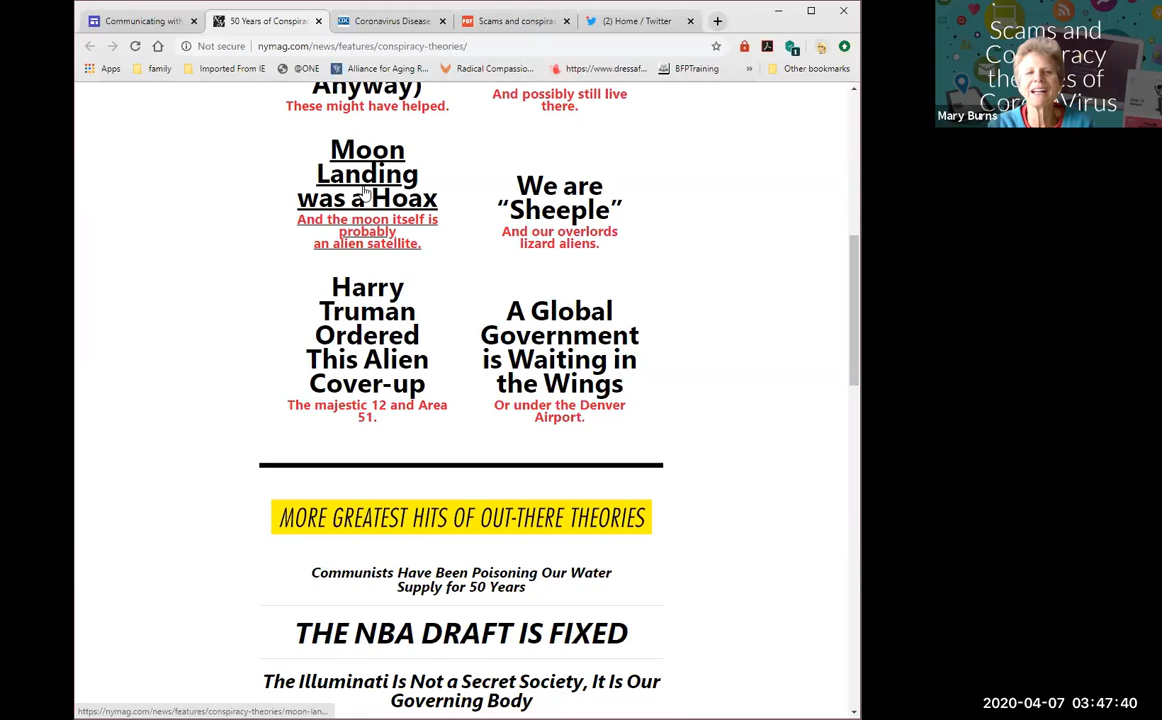 Communicating with
50 Years of Conspirac
Coronavirus Disease
Scams and conspirac
(2) Home / Twitter
Not secure | nymag.com/news/features/conspiracy-theories/
Apps
family
Imported From IE
@ONE
Alliance for Aging R...
Radical Compassio...
https://www.dressaf...
BFPTraining
»
Other bookmarks
Anyway)
These might have helped.
And possibly still live
there.
Moon
Landing
was a Hoax
And the moon itself is
probably
an alien satellite.
We are
“Sheeple”
And our overlords
lizard aliens.
Harry
Truman
Ordered
This Alien
Cover-up
The majestic 12 and Area
51.
A Global
Government
is Waiting in
the Wings
Or under the Denver
Airport.
MORE GREATEST HITS OF OUT-THERE THEORIES
Communists Have Been Poisoning Our Water
Supply for 50 Years
THE NBA DRAFT IS FIXED
The Illuminati Is Not a Secret Society, It Is Our
Governing Body
https://nymag.com/news/features/conspiracy-theories/moon-lan...
Scams and
of
Virus
Mary Burns
2020-04-07 03:47:40